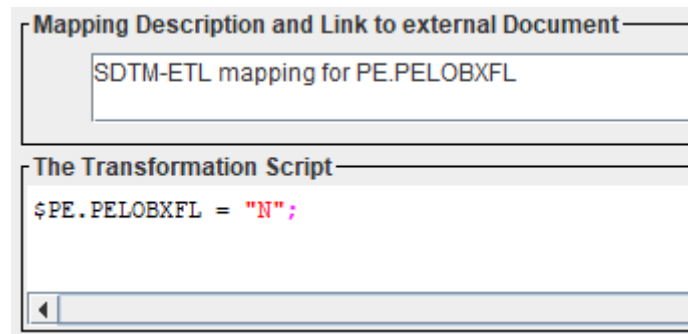 Mapping Description and Link to external Document
SDTM-ETL mapping for PE.PELOBXFL
The Transformation Script
$PE.PELOBXFL = "N";